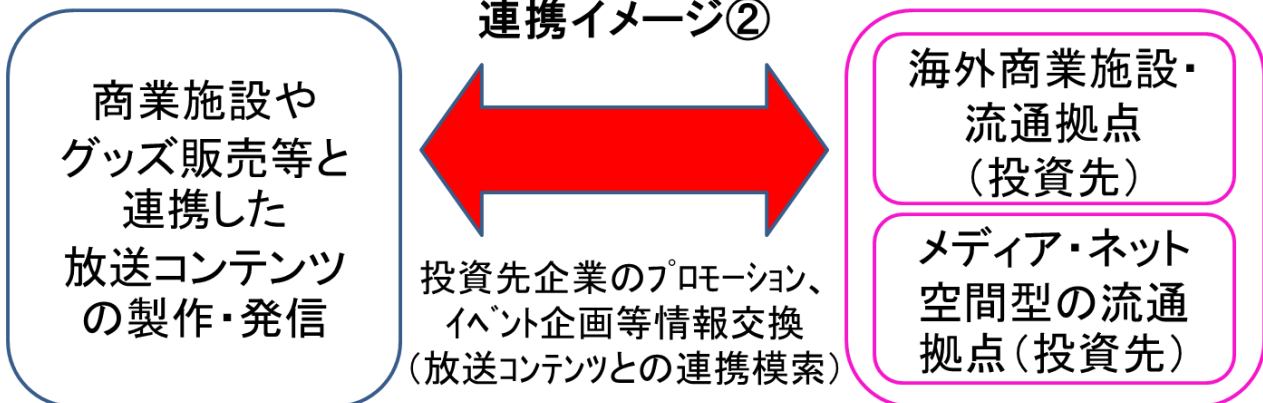 連携イメージ②
商業施設や
グッズ販売等と
連携した
放送コンテンツ
の製作・発信
投資先企業のﾌﾟﾛﾓｰｼｮﾝ、
ｲﾍﾞﾝﾄ企画等情報交換
(放送ｺﾝﾃﾝﾂとの連携模索)
海外商業施設・
流通拠点
(投資先)
メディア・ネット
空間型の流通
拠点(投資先)